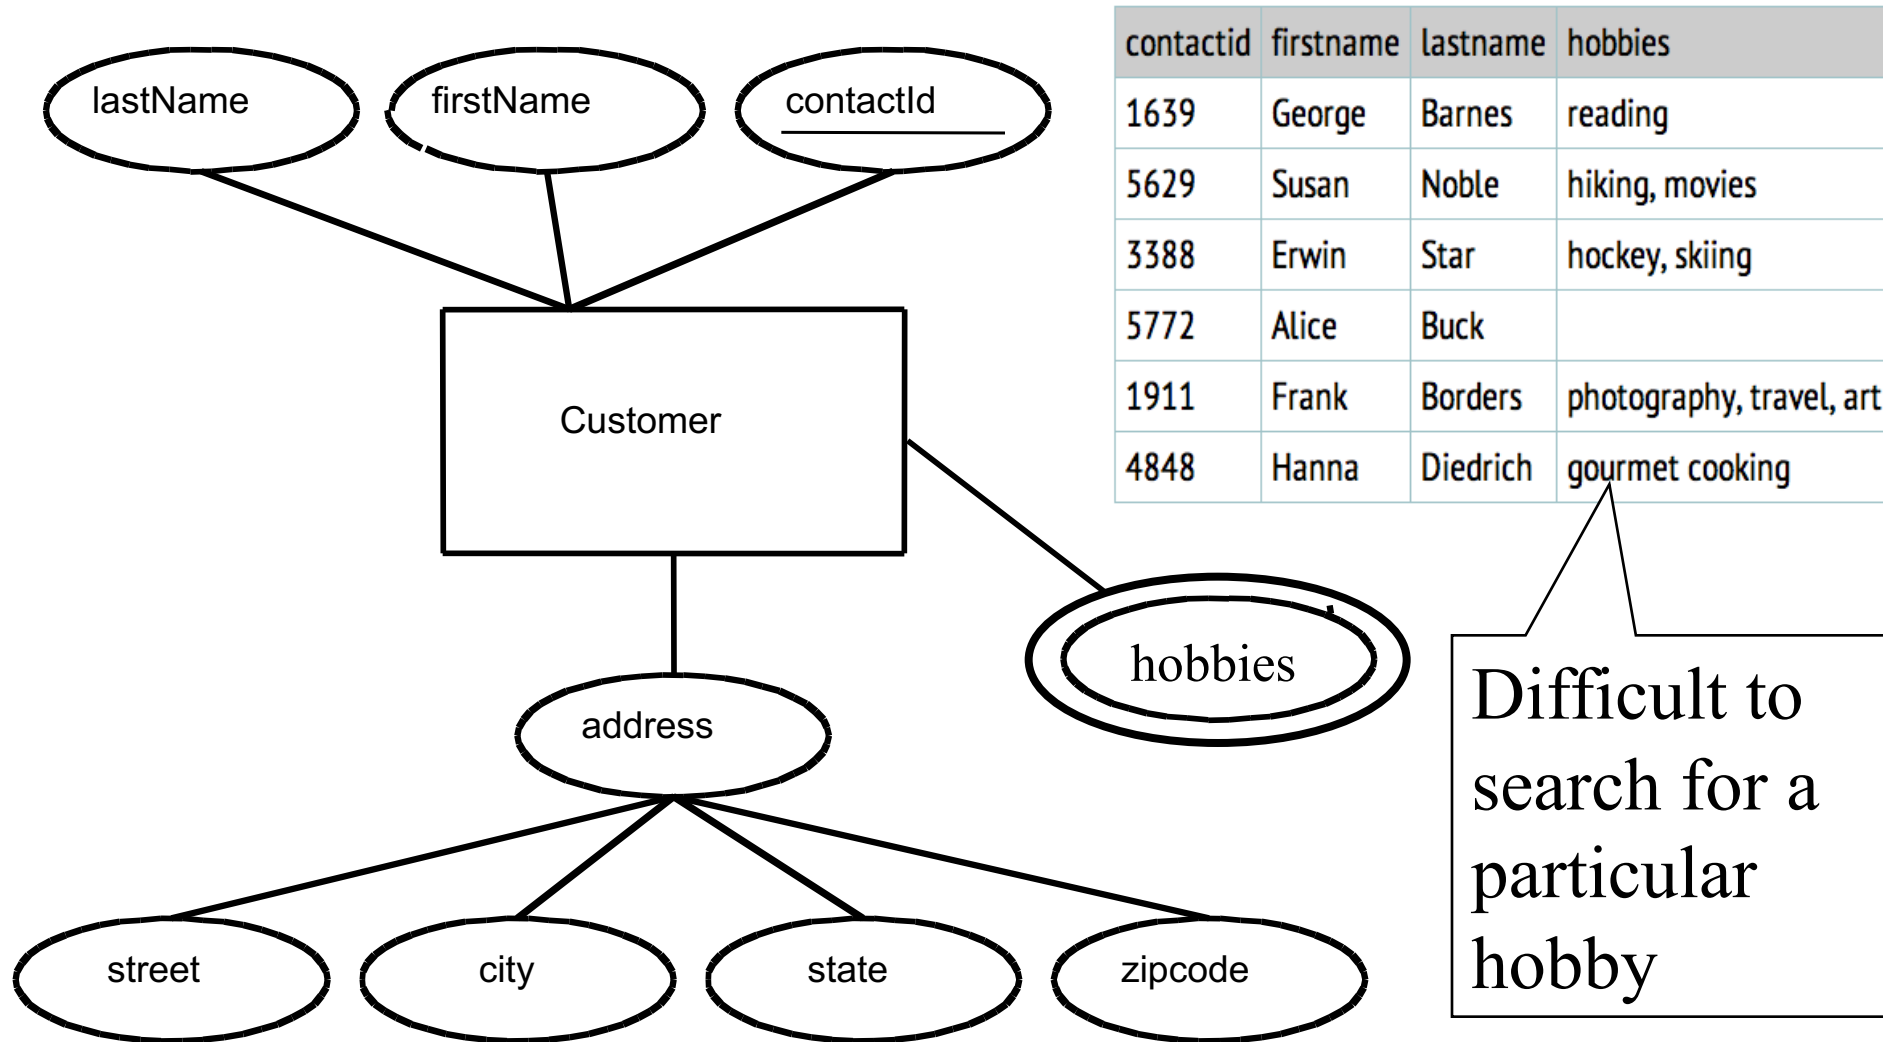 lastName
firstName
contactId
Customer
address
hobbies
street
city
state
zipcode
contactid firstname lastname hobbies
1639 George Barnes reading
5629 Susan Noble hiking, movies
3388 Erwin Star hockey, skiing
5772 Alice Buck
1911 Frank Borders photography, travel, art
4848 Hanna Diedrich gourmet cooking
Difficult to
search for a
particular
hobby